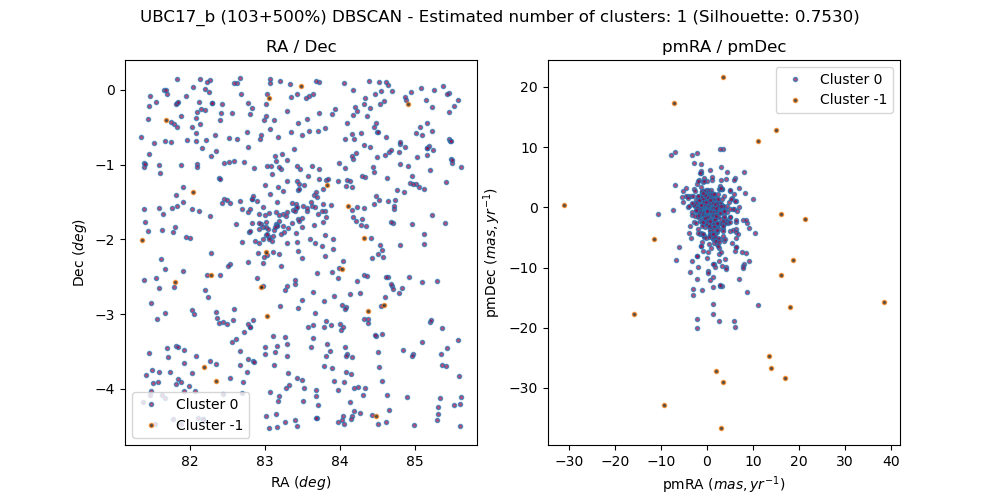 UBC17_b (103+500%) DBSCAN - Estimated number of clusters: 1 (Silhouette: 0.7530)
RA / Dec
0
−1
−2
−3
−4
Dec (deg)
82
83
84
85
RA (deg)
Cluster 0
Cluster -1
pmRA / pmDec
20
10
0
−10
−20
−30
pmDec (mas, yr⁻¹)
−30
−20
−10
0
10
20
30
40
pmRA (mas, yr⁻¹)
Cluster 0
Cluster -1